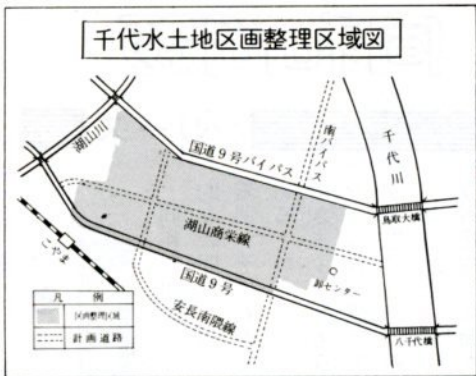 千代水土地区画整理区域図
湖山川
国道9号バイパス
南バイパス
千代川
鳥取大橋
湖山商栄線
こやま
国道9号
卸センター
安長南隈線
八千代橋
凡例
区画整理区域
計画道路